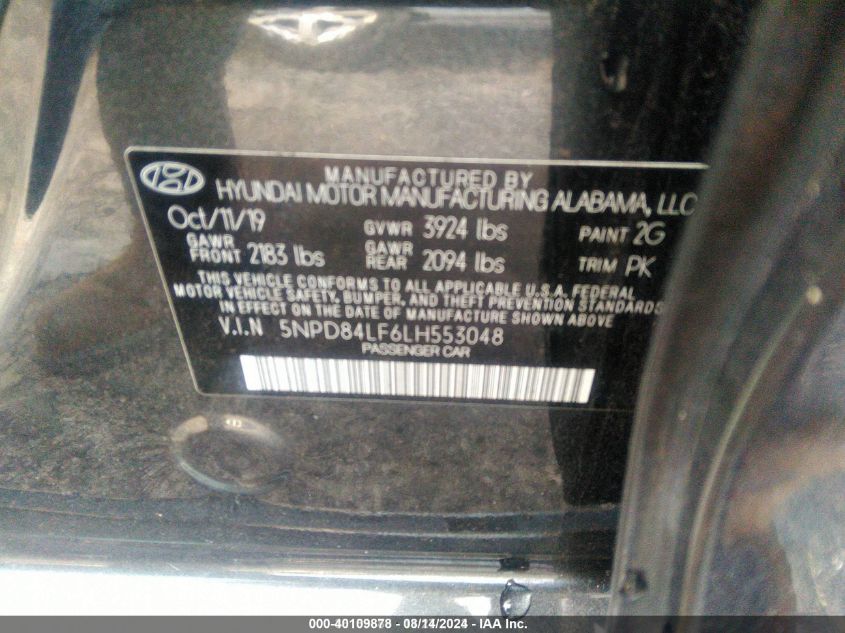 MANUFACTURED BY
HYUNDAI MOTOR MANUFACTURING ALABAMA, LLC
Oct/11/19 GVWR 3924 lbs PAINT 2G
GAWR FRONT 2183 lbs GAWR REAR 2094 lbs TRIM PK
THIS VEHICLE CONFORMS TO ALL APPLICABLE U.S.A. FEDERAL
MOTOR VEHICLE SAFETY, BUMPER, AND THEFT PREVENTION STANDARDS
IN EFFECT ON THE DATE OF MANUFACTURE SHOWN ABOVE.
V.I.N 5NPD84LF6LH553048
PASSENGER CAR
000-40109878 - 08/14/2024 - IAA Inc.